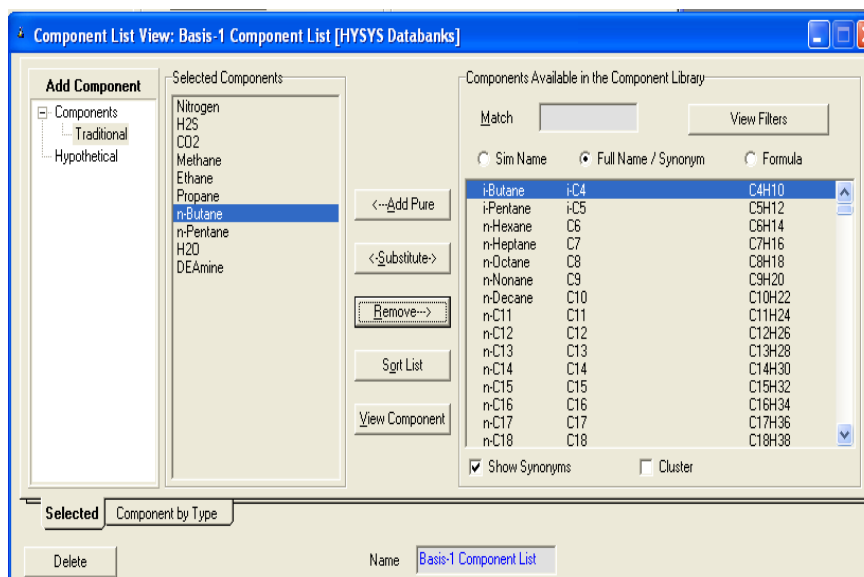 Component List View: Basis-1 Component List [HYSYS Databanks]
Add Component
Components
Traditional
Hypothetical
Selected Components
Nitrogen
H2S
CO2
Methane
Ethane
Propane
n-Butane
n-Pentane
H2O
DEAmine
<---Add Pure
<-Substitute->
Remove--->
Sort List
View Component
Components Available in the Component Library
Match
View Filters
Sim Name Full Name / Synonym Formula
i-Butane i-C4 C4H10
i-Pentane i-C5 C5H12
n-Hexane C6 C6H14
n-Heptane C7 C7H16
n-Octane C8 C8H18
n-Nonane C9 C9H20
n-Decane C10 C10H22
n-C11 C11 C11H24
n-C12 C12 C12H26
n-C13 C13 C13H28
n-C14 C14 C14H30
n-C15 C15 C15H32
n-C16 C16 C16H34
n-C17 C17 C17H36
n-C18 C18 C18H38
Show Synonyms Cluster
Selected Component by Type
Delete Name Basis-1 Component List